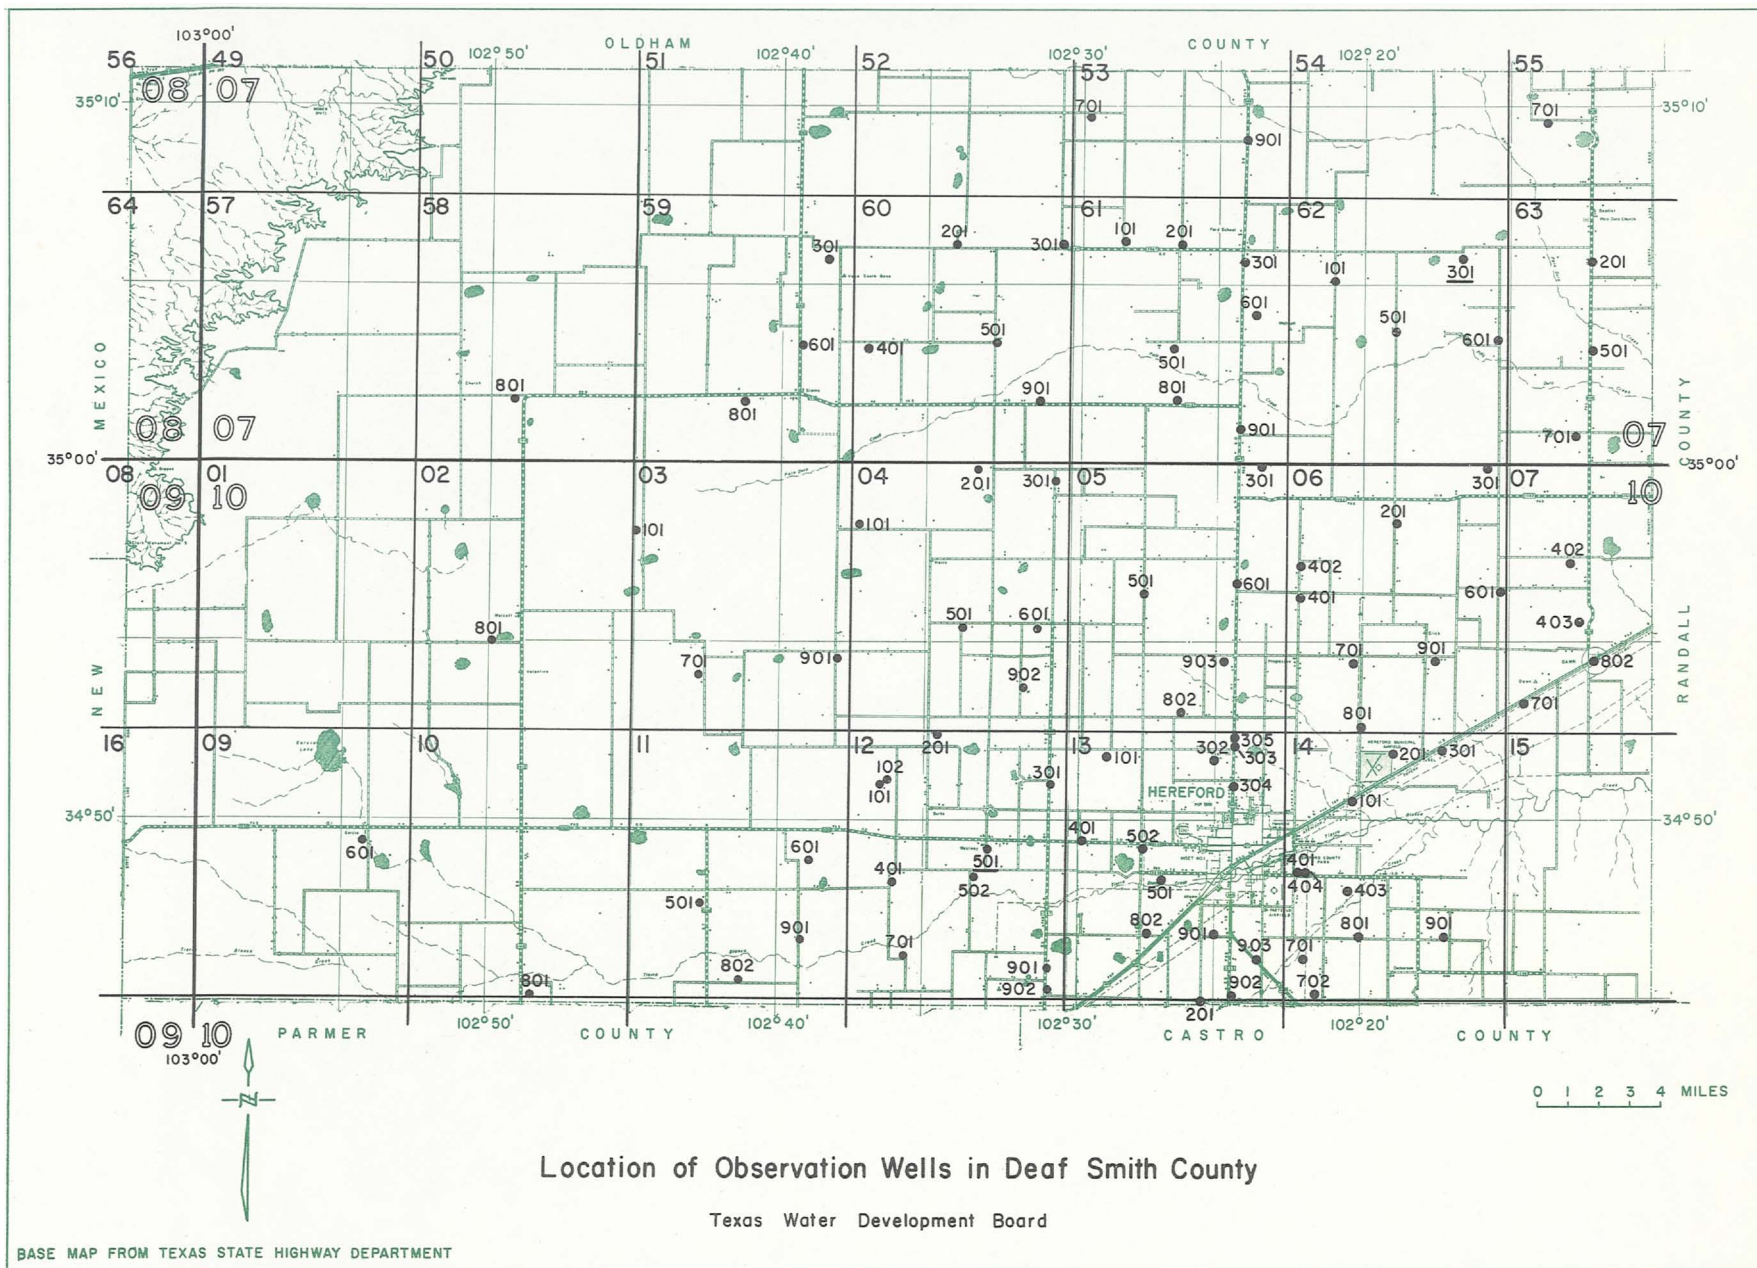 103°00'
OLDHAM COUNTY
56 49 50 102°50' 51 102°40' 52 102°30' 53 54 102°20' 55
08 07
35°10' 35°10'
701 701
901
64 57 58 59 60 61 62 63
301 201 301 101 201 301 101 301 201
601
501 501
601 401 501 601 501
801 801 901 801
MEXICO
COUNTY
08 07 901 701 07
35°00' 35°00'
08 01 02 03 04 05 06 07
09 10 201 301 301 301 10
101 101 201
402 402
501 601 401 601
801 501 601 403
701 901 903 701 901 802
902
NEW
RANDALL
802 801 701
16 09 10 11 12 13 14 15
201 305
101 302 303 201 301
102 301
101 304
HEREFORD
101
34°50' 34°50'
601 601 401 502
401 501 401
502 501 404 403
501
901 802 901 801 901
701 903 701
802 901
801 902 902 702
201
09 10 PARMER 102°50' COUNTY 102°40' 102°30' CASTRO 102°20' COUNTY
103°00'
N
0 1 2 3 4 MILES
Location of Observation Wells in Deaf Smith County
Texas Water Development Board
BASE MAP FROM TEXAS STATE HIGHWAY DEPARTMENT